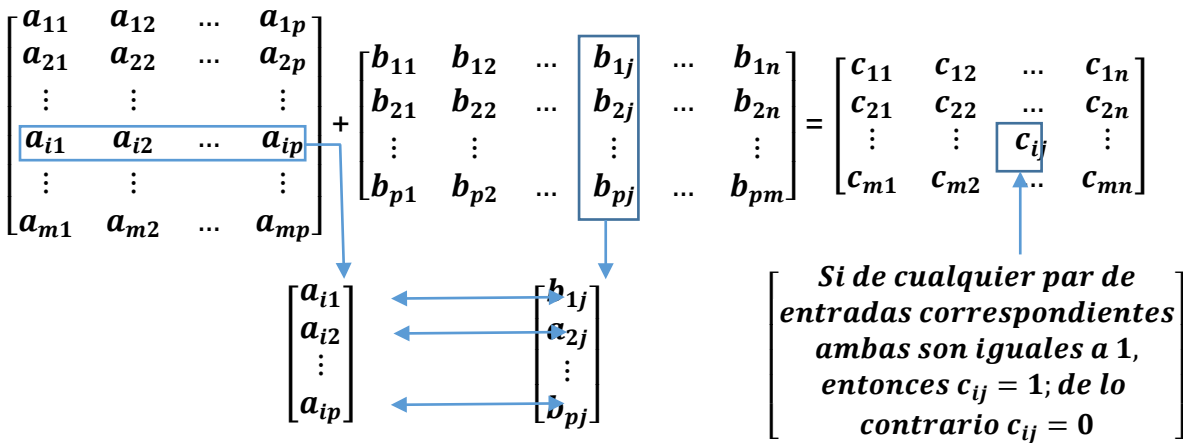 [a₁₁ a₁₂ … a₁ₚ
a₂₁ a₂₂ … a₂ₚ
⋮ ⋮ ⋮
aᵢ₁ aᵢ₂ … aᵢₚ
⋮ ⋮ ⋮
aₘ₁ aₘ₂ … aₘₚ]
+
[b₁₁ b₁₂ … b₁ⱼ … b₁ₙ
b₂₁ b₂₂ … b₂ⱼ … b₂ₙ
⋮ ⋮ … ⋮ ⋮
bₚ₁ bₚ₂ … bₚⱼ … bₚₘ]
=
[c₁₁ c₁₂ … c₁ₙ
c₂₁ c₂₂ … c₂ₙ
⋮ ⋮ cᵢⱼ ⋮
cₘ₁ cₘ₂ … cₘₙ]
[aᵢ₁
aᵢ₂
⋮
aᵢₚ]
[b₁ⱼ
a₂ⱼ
⋮
bₚⱼ]
[Si de cualquier par de
entradas correspondientes
ambas son iguales a 1,
entonces cᵢⱼ = 1; de lo
contrario cᵢⱼ = 0]